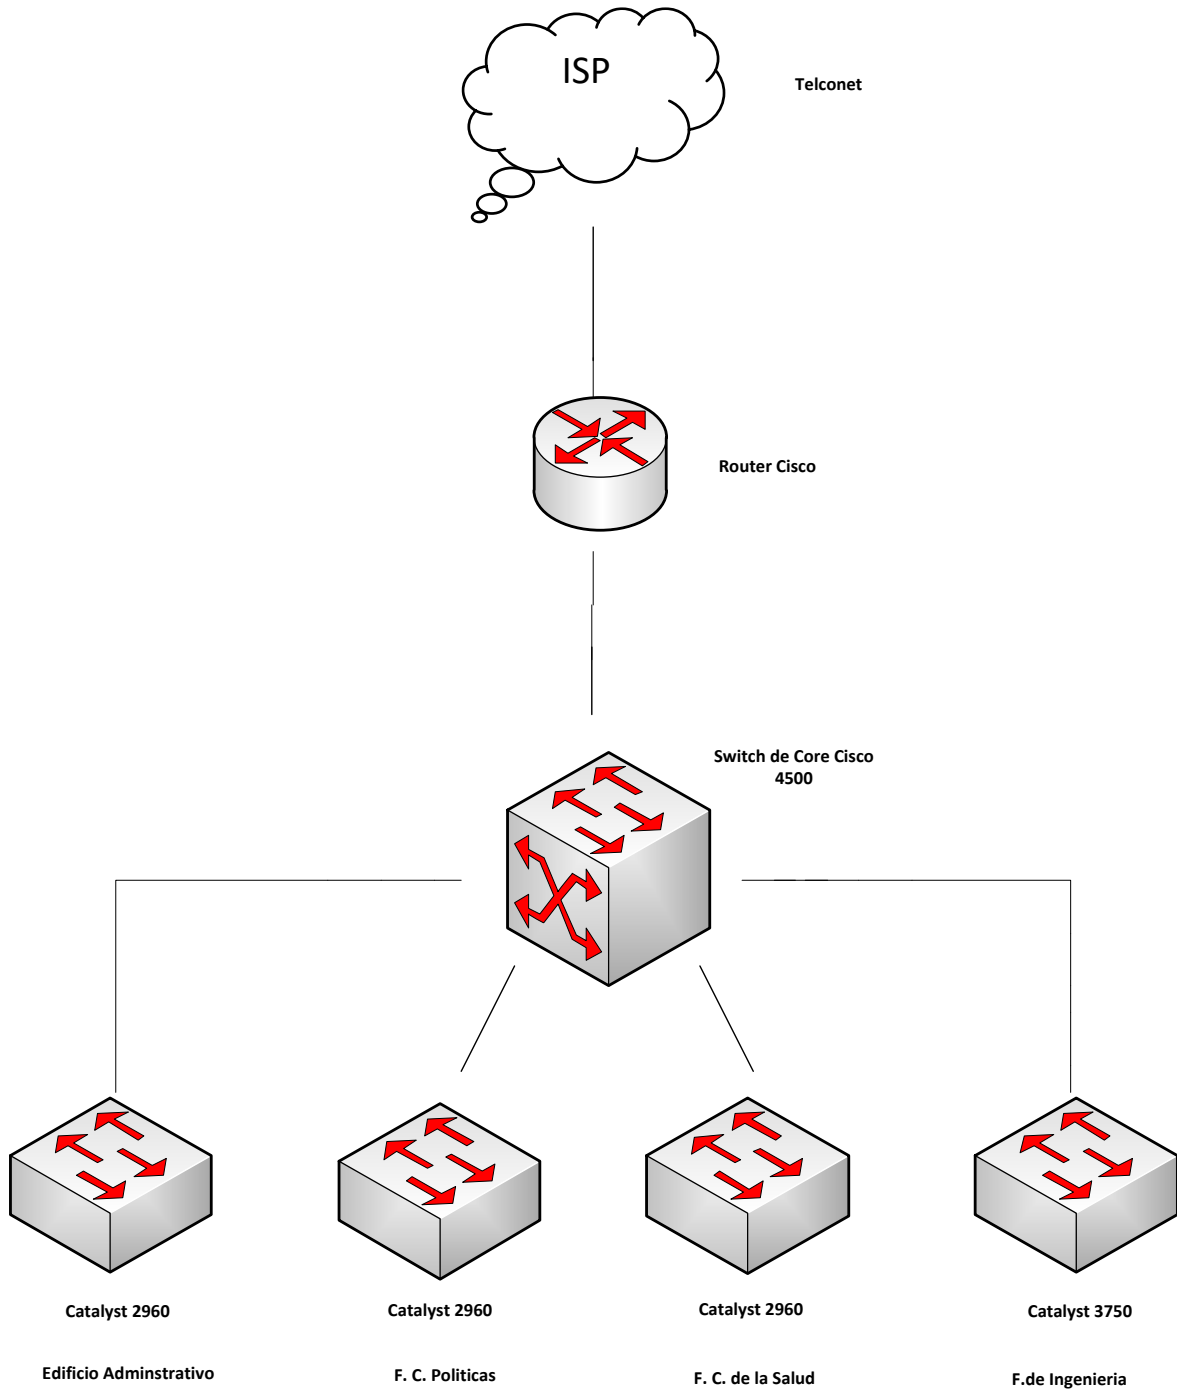 ISP
Telconet
Router Cisco
Switch de Core Cisco
4500
Catalyst 2960
Catalyst 2960
Catalyst 2960
Catalyst 3750
Edificio Adminstrativo
F. C. Politicas
F. C. de la Salud
F.de Ingenieria